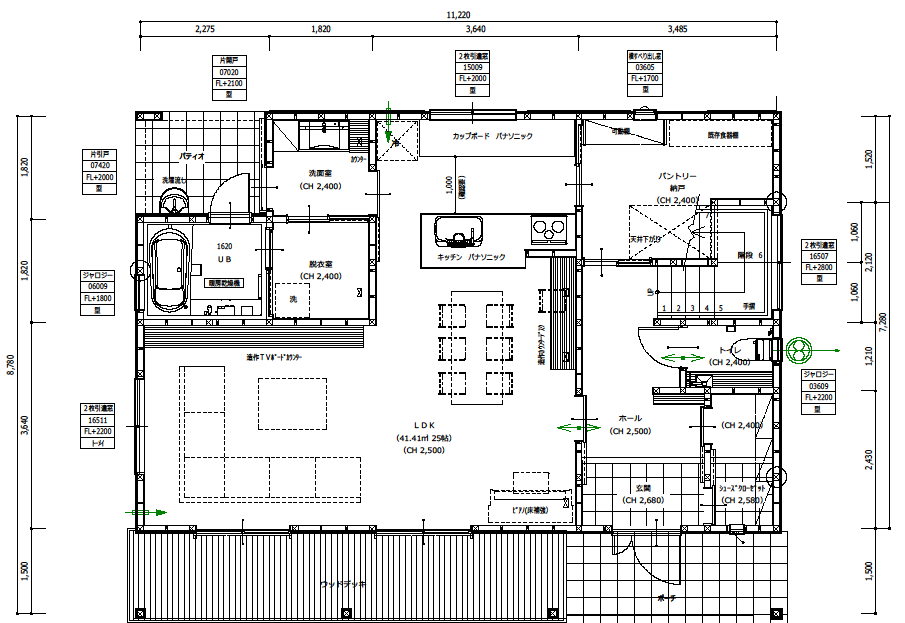 11,220
2,275
1,820
3,640
3,485
片開戸
07020
FL+2100
型
2枚引違窓
15009
FL+2000
型
横すべり出し窓
03605
FL+1700
型
片引戸
07420
FL+2000
型
パティオ
洗濯流し
カウンター
洗面室
(CH 2,400)
冷
カップボード パナソニック
可動棚
既存食器棚
パントリー
納戸
(CH 2,400)
1,000
天井下がり
階段 6
手摺
UP
1 2 3 4 5
キッチン パナソニック
1620
UB
暖房乾燥機
脱衣室
(CH 2,400)
洗
ジャロジー
06009
FL+1800
型
2枚引違窓
16507
FL+2800
型
造作TVボードカウンター
トイレ
(CH 2,400)
ジャロジー
03609
FL+2200
型
2枚引違窓
16511
FL+2200
トーメイ
LDK
(41.41㎡ 25帖)
(CH 2,500)
ホール
(CH 2,500)
(CH 2,400)
玄関
(CH 2,680)
シューズクローゼット
(CH 2,580)
ピアノ(床補強)
ウッドデッキ
ポーチ
1,820
1,820
8,780
3,640
1,500
1,520
1,060
2,120
1,060
7,280
1,210
2,430
1,500